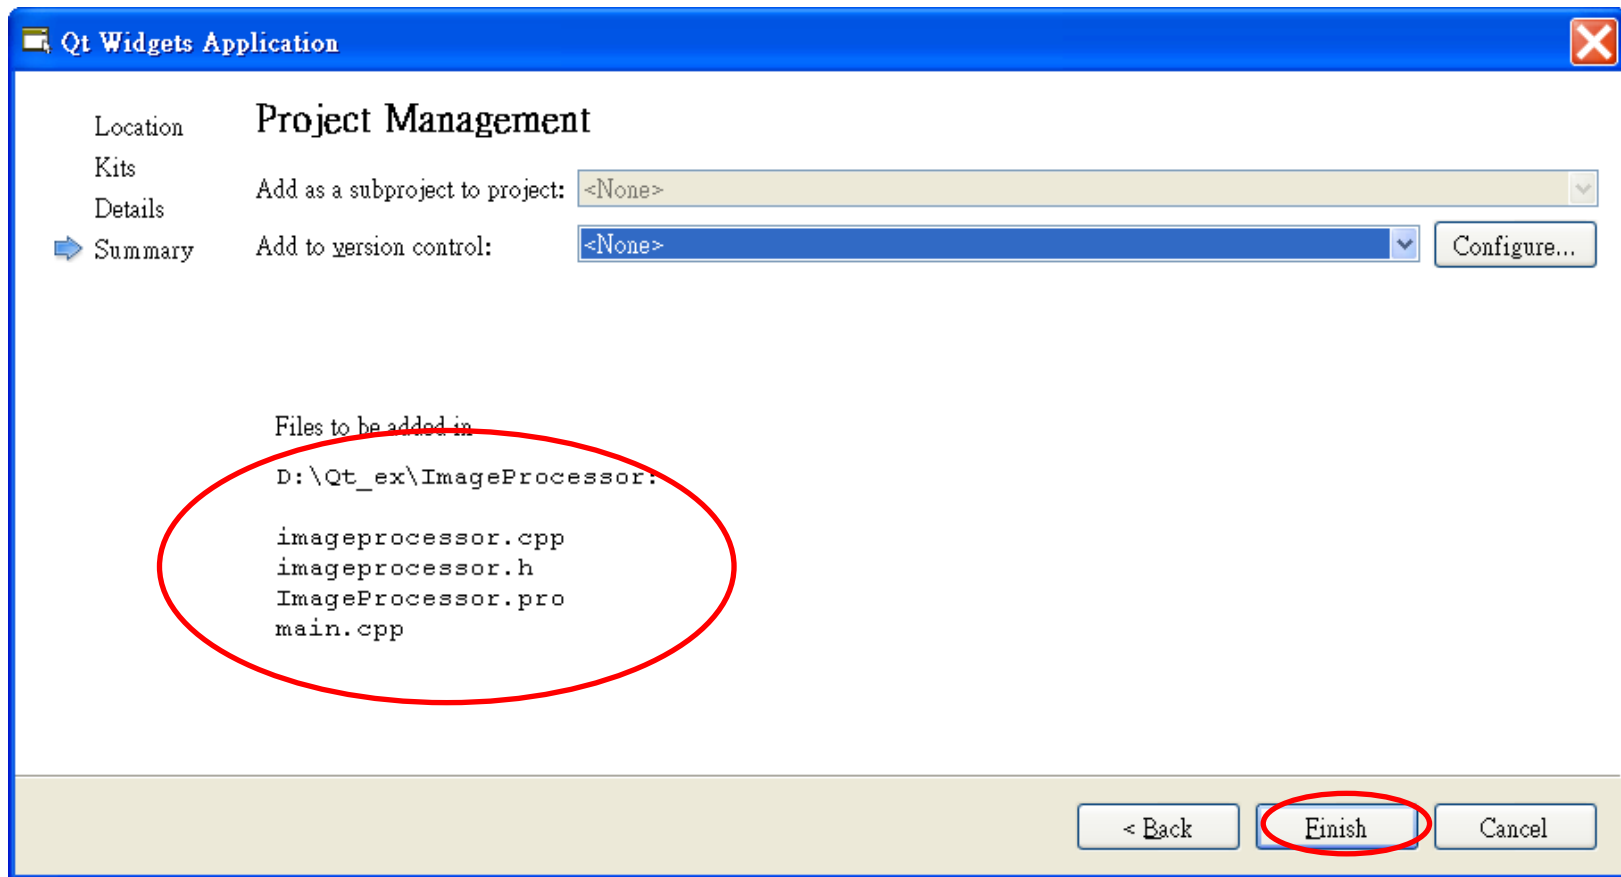 Qt Widgets Application
Location
Kits
Details
Summary
Project Management
Add as a subproject to project: <None>
Add to version control: <None> Configure...
Files to be added in
D:\Qt_ex\ImageProcessor:
imageprocessor.cpp
imageprocessor.h
ImageProcessor.pro
main.cpp
< Back Finish Cancel